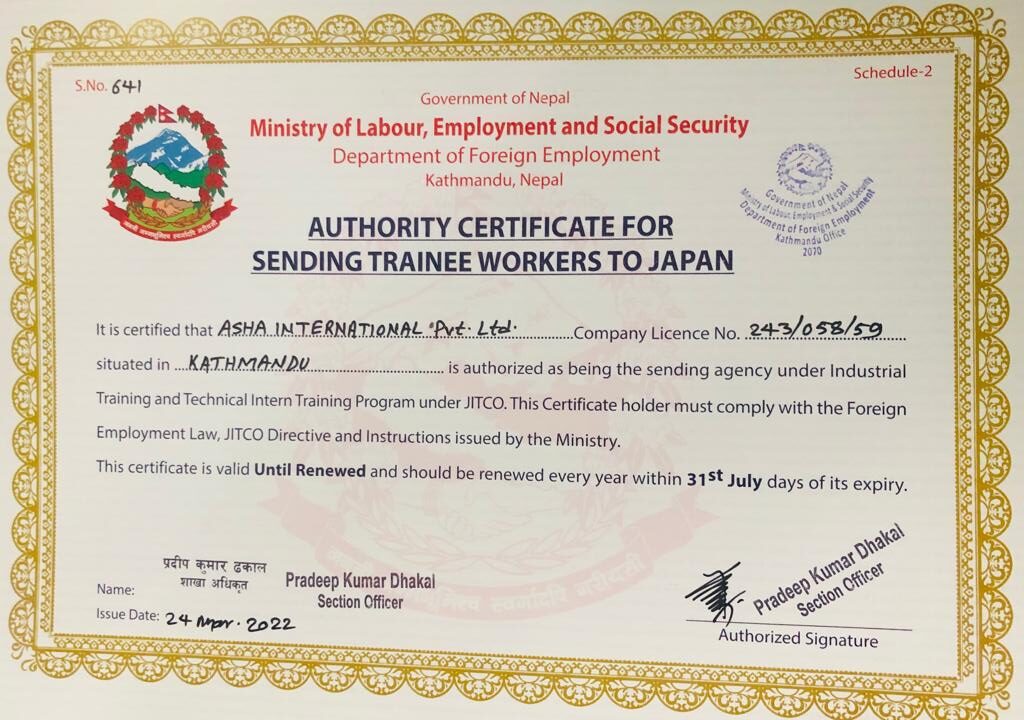 S.No. 641
Schedule-2
Government of Nepal
Ministry of Labour, Employment and Social Security
Department of Foreign Employment
Kathmandu, Nepal
जननी जन्मभूमिश्च स्वर्गादपि गरीयसी
Government of Nepal
Ministry of Labour, Employment & Social Security
Department of Foreign Employment
Kathmandu Office
2070
AUTHORITY CERTIFICATE FOR
SENDING TRAINEE WORKERS TO JAPAN
It is certified that ASHA INTERNATIONAL Pvt. Ltd. Company Licence No. 243/058/59
situated in KATHMANDU is authorized as being the sending agency under Industrial
Training and Technical Intern Training Program under JITCO. This Certificate holder must comply with the Foreign
Employment Law, JITCO Directive and Instructions issued by the Ministry.
This certificate is valid Until Renewed and should be renewed every year within 31st July days of its expiry.
प्रदीप कुमार ढकाल
शाखा अधिकृत
Name: Pradeep Kumar Dhakal
Section Officer
Issue Date: 24 2022
Pradeep Kumar Dhakal
Section Officer
Authorized Signature